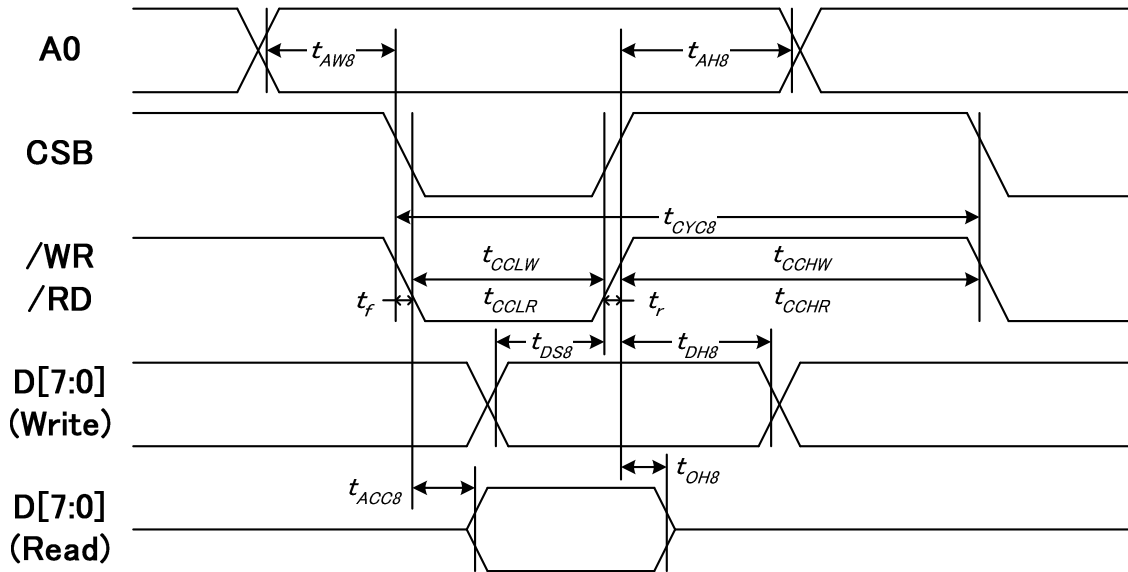 A0
t_AW8
t_AH8
CSB
t_CYC8
/WR
/RD
t_CCLW
t_CCHW
t_f
t_CCLR
t_r
t_CCHR
t_DS8
t_DH8
D[7:0]
(Write)
t_ACC8
t_OH8
D[7:0]
(Read)